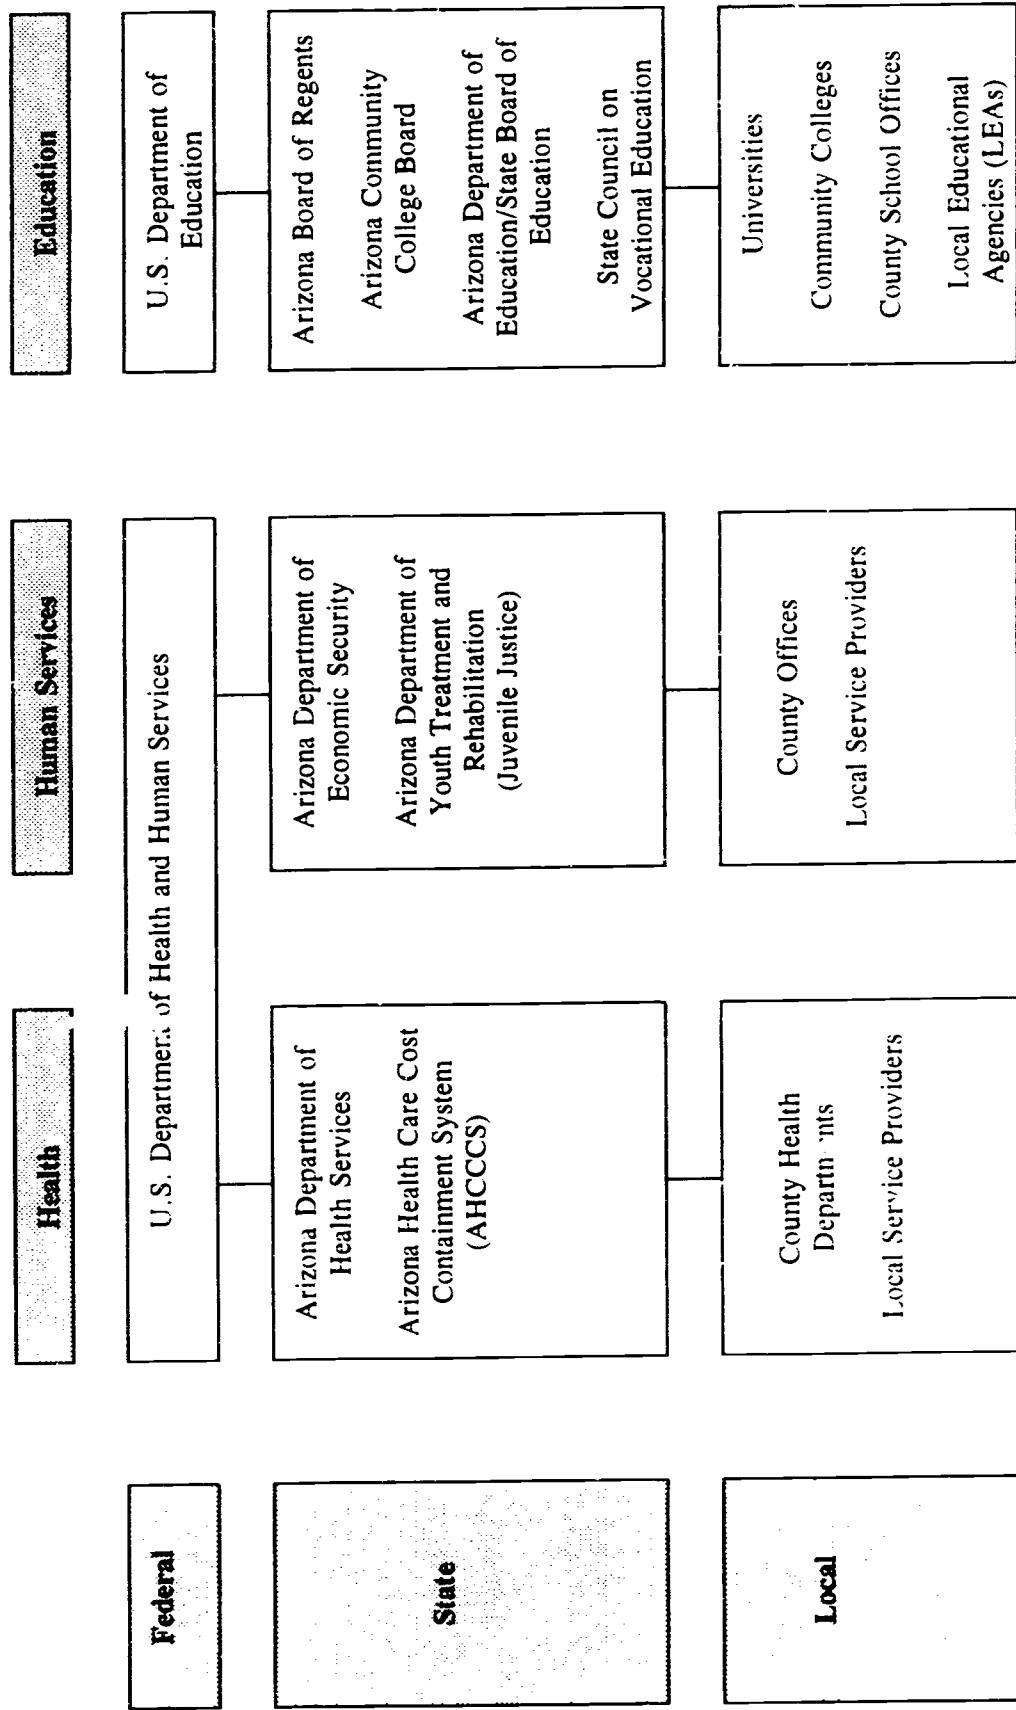 Health
Human Services
Education
Federal
U.S. Department of Health and Human Services
U.S. Department of
Education
State
Arizona Department of
Health Services
Arizona Health Care Cost
Containment System
(AHCCCS)
Arizona Department of
Economic Security
Arizona Department of
Youth Treatment and
Rehabilitation
(Juvenile Justice)
Arizona Board of Regents
Arizona Community
College Board
Arizona Department of
Education/State Board of
Education
State Council on
Vocational Education
Local
County Health
Departments
Local Service Providers
County Offices
Local Service Providers
Universities
Community Colleges
County School Offices
Local Educational
Agencies (LEAs)